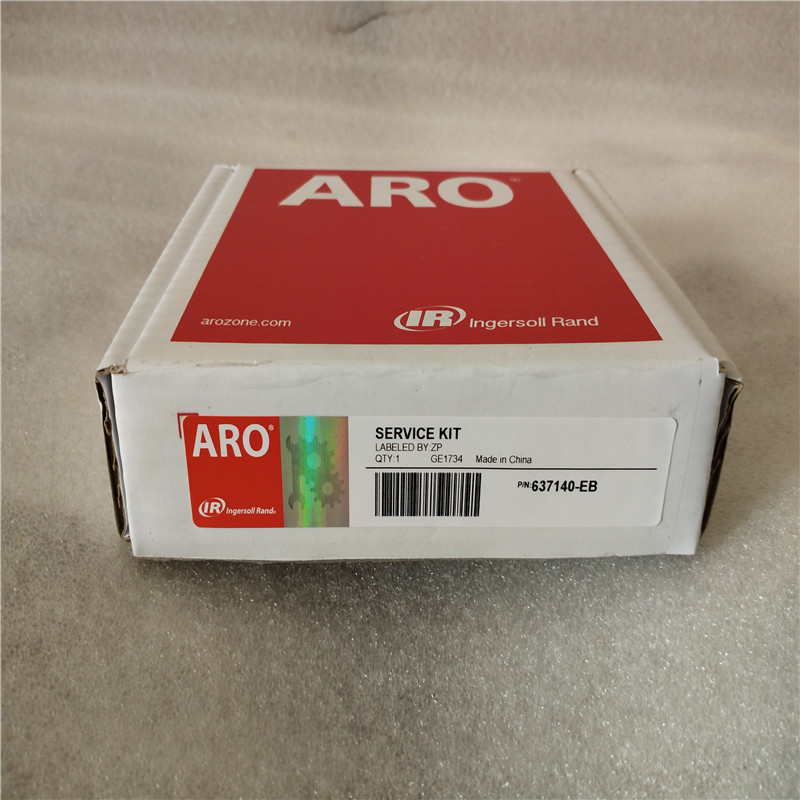 ARO®
arozone.com
IR Ingersoll Rand
ARO®
IR Ingersoll Rand®
SERVICE KIT
LABELED BY:ZP
QTY:1 GE1734 Made in China
P/N:637140-EB